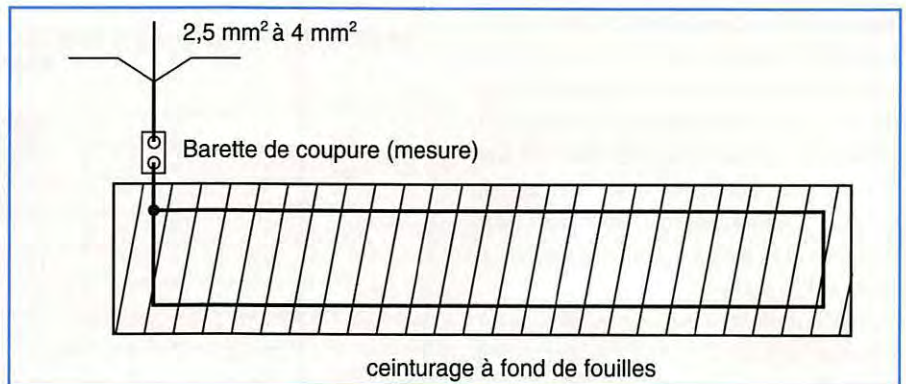 2,5 mm² à 4 mm²
Barette de coupure (mesure)
ceinturage à fond de fouilles